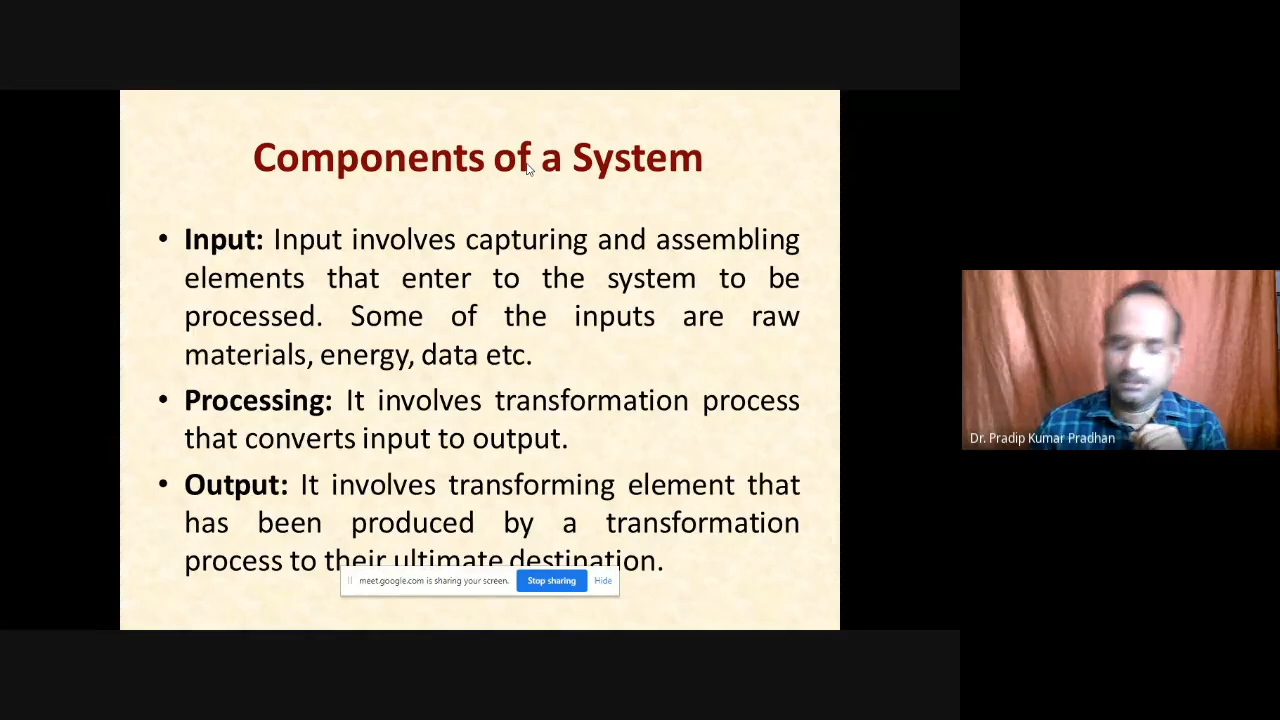 Components of a System
• Input: Input involves capturing and assembling
elements that enter to the system to be
processed. Some of the inputs are raw
materials, energy, data etc.
• Processing: It involves transformation process
that converts input to output.
• Output: It involves transforming element that
has been produced by a transformation
process to their ultimate destination.
meet.google.com is sharing your screen. Stop sharing Hide
Dr. Pradip Kumar Pradhan